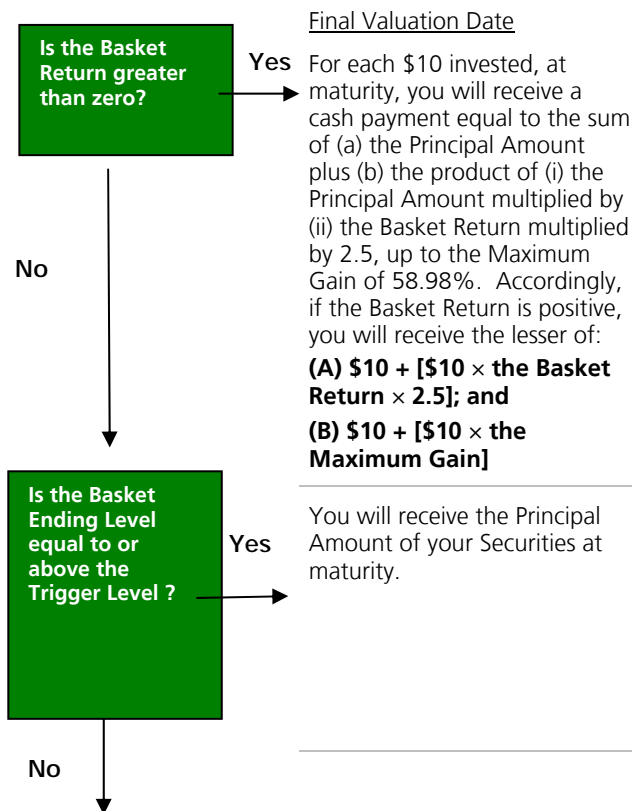 Final Valuation Date
Is the Basket
Return greater
than zero?
Yes
For each $10 invested, at
maturity, you will receive a
cash payment equal to the sum
of (a) the Principal Amount
plus (b) the product of (i) the
Principal Amount multiplied by
(ii) the Basket Return multiplied
by 2.5, up to the Maximum
Gain of 58.98%.  Accordingly,
if the Basket Return is positive,
you will receive the lesser of:
(A) $10 + [$10 × the Basket
Return × 2.5]; and
(B) $10 + [$10 × the
Maximum Gain]
No
Is the Basket
Ending Level
equal to or
above the
Trigger Level ?
Yes
You will receive the Principal
Amount of your Securities at
maturity.
No